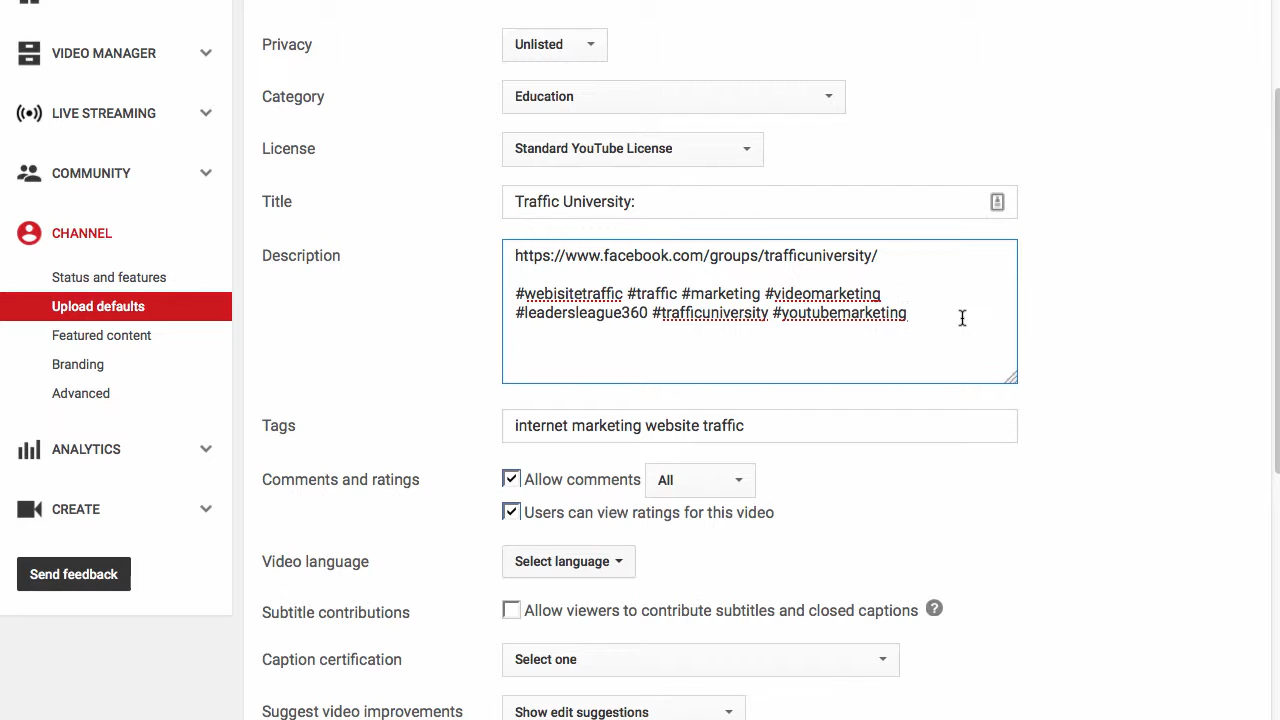 VIDEO MANAGER
LIVE STREAMING
COMMUNITY
CHANNEL
Status and features
Upload defaults
Featured content
Branding
Advanced
ANALYTICS
CREATE
Send feedback
Privacy
Unlisted
Category
Education
License
Standard YouTube License
Title
Traffic University:
Description
https://www.facebook.com/groups/trafficuniversity/
#webisitetraffic #traffic #marketing #videomarketing
#leadersleague360 #trafficuniversity #youtubemarketing
Tags
internet marketing website traffic
Comments and ratings
Allow comments All
Users can view ratings for this video
Video language
Select language
Subtitle contributions
Allow viewers to contribute subtitles and closed captions ?
Caption certification
Select one
Suggest video improvements
Show edit suggestions